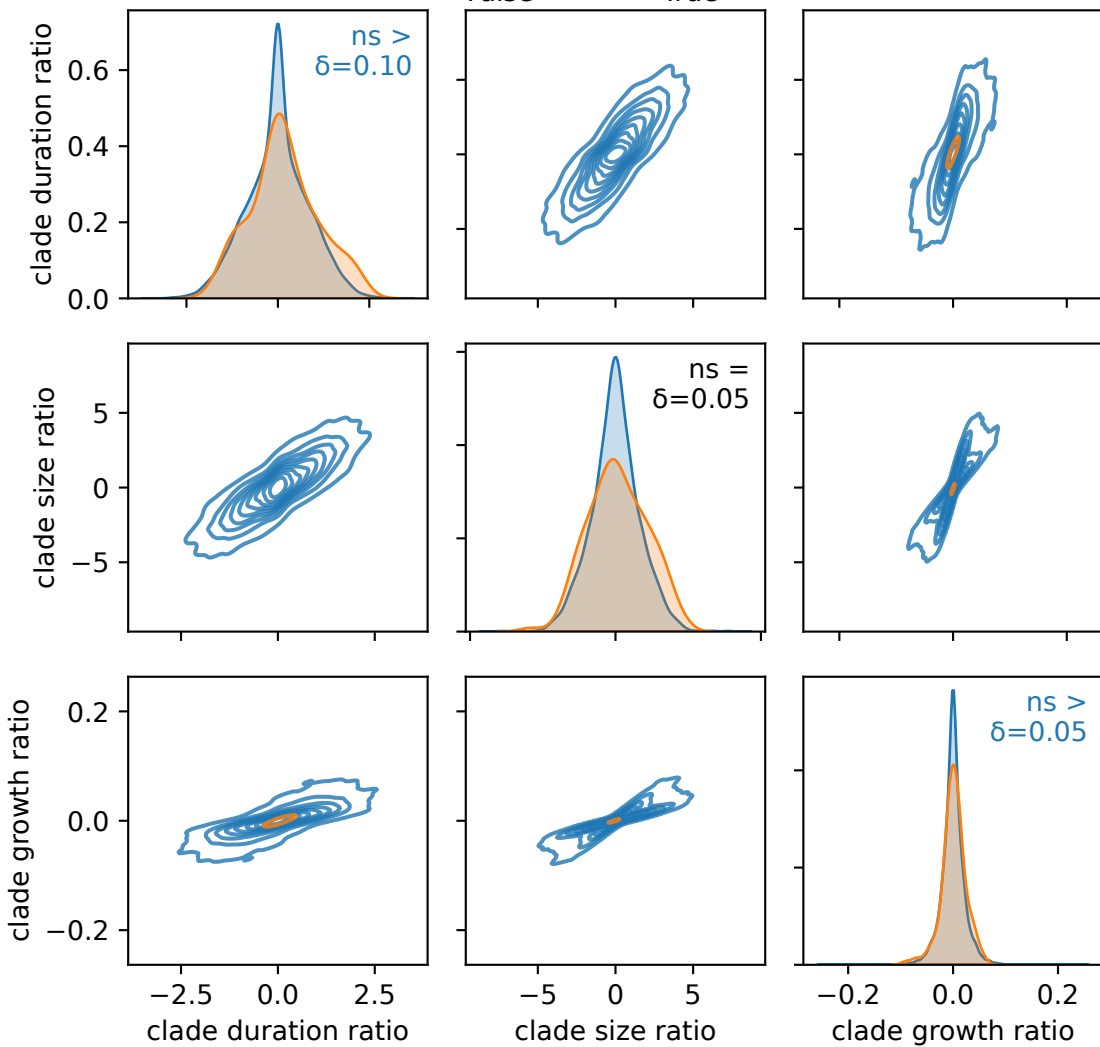 clade duration ratio
0.6
0.4
0.2
0.0
ns >
δ=0.10
clade size ratio
5
0
−5
ns =
δ=0.05
clade growth ratio
0.2
0.0
−0.2
ns >
δ=0.05
−2.5 0.0 2.5
−5 0 5
−0.2 0.0 0.2
clade duration ratio
clade size ratio
clade growth ratio